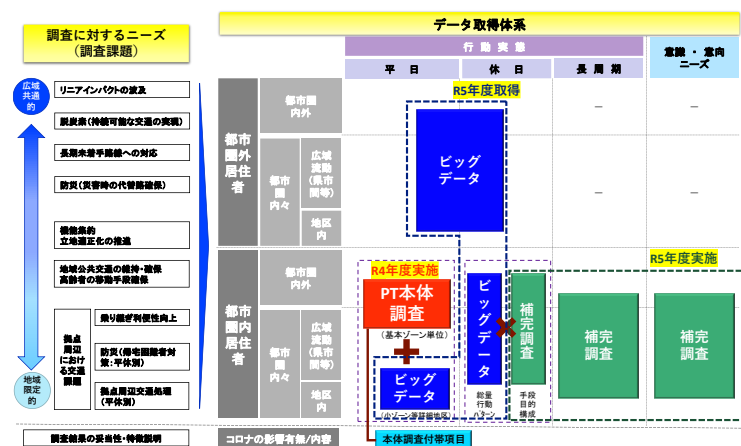 調査に対するニーズ
(調査課題)
広域
共通
的
リニアインパクトの波及
脱炭素(持続可能な交通の実現)
長期未着手路線への対応
防災(災害時の代替路確保)
機能集約
立地適正化の推進
地域公共交通の維持・確保
高齢者の移動手段確保
拠点
周辺
におけ
る交通
課題
乗り継ぎ利便性向上
防災(帰宅困難者対
策:平休別)
拠点周辺交通処理
(平休別)
地域
限定
的
調査結果の妥当性・特徴説明
データ取得体系
行動実態
意識・意向
ニーズ
平日
休日
長周期
R5年度取得
都市
圏外
居住
者
都市圏
内外
都市
圏
内々
広域
流動
(県市
間等)
地区
内
ビッグ
データ
–
–
–
–
都市
圏内
居住
者
都市圏
内外
都市
圏
内々
広域
流動
(県市
間等)
地区
内
R4年度実施
PT本体
調査
(基本ゾーン単位)
ビッグ
データ
(小ゾーン等詳細地区)
ビッグデータ
総量
行動
パターン
補完調査
手段
目的
構成
R5年度実施
補完
調査
補完
調査
コロナの影響有無/内容
本体調査付帯項目